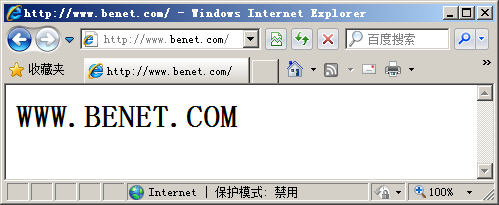 http://www.benet.com/ - Windows Internet Explorer
http://www.benet.com/
百度搜索
收藏夹
http://www.benet.com/
WWW.BENET.COM
Internet | 保护模式: 禁用
100%